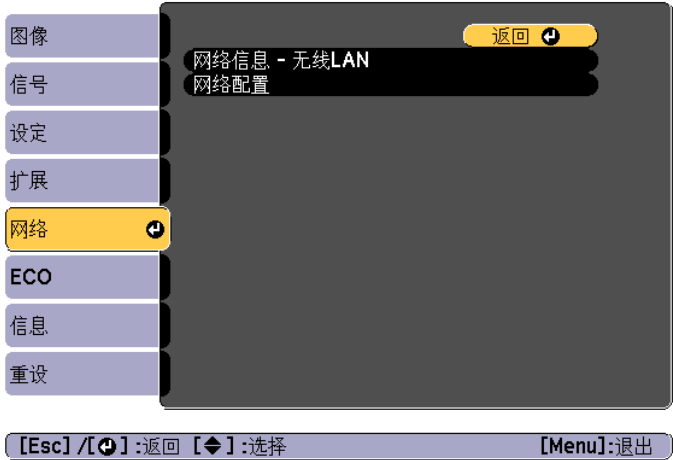 图像
信号
设定
扩展
网络
ECO
信息
重设
返回
网络信息 - 无线LAN
网络配置
[Esc] /[⏎] :返回 [◆] :选择 [Menu]:退出